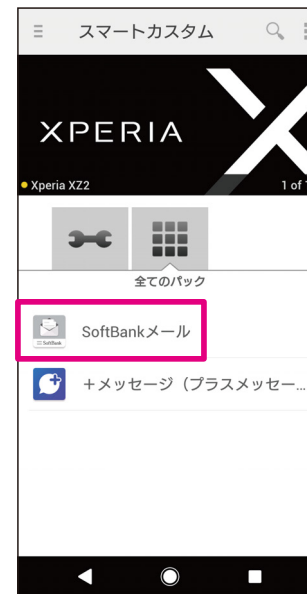 スマートカスタム
XPERIA
Xperia XZ2
1 of 1
全てのパック
SoftBankメール
SoftBank
+メッセージ（プラスメッセー...